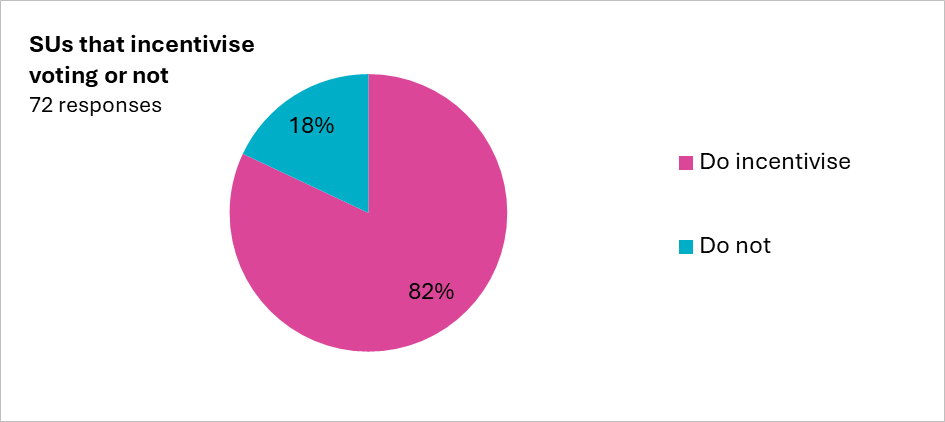 SUs that incentivise
voting or not
72 responses
18%
Do incentivise
Do not
82%